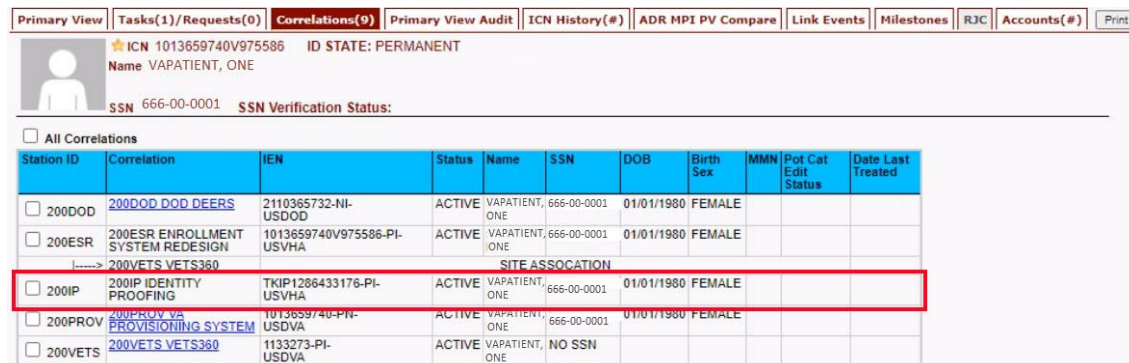 Primary View Tasks(1)/Requests(0) Correlations(9) Primary View Audit ICN History(#) ADR MPI PV Compare Link Events Milestones RJC Accounts(#) Print
ICN 1013659740V975586 ID STATE: PERMANENT
Name VAPATIENT, ONE
SSN 666-00-0001 SSN Verification Status:
All Correlations
Station ID Correlation IEN Status Name SSN DOB Birth Sex MMN Pot Cat Edit Status Date Last Treated
200DOD 200DOD DOD DEERS 2110365732-NI-USDOD ACTIVE VAPATIENT, ONE 666-00-0001 01/01/1980 FEMALE
200ESR 200ESR ENROLLMENT SYSTEM REDESIGN 1013659740V975586-PI-USVHA ACTIVE VAPATIENT, ONE 666-00-0001 01/01/1980 FEMALE
|-----> 200VETS VETS360 SITE ASSOCATION
200IP 200IP IDENTITY PROOFING TKIP1286433176-PI-USVHA ACTIVE VAPATIENT, ONE 666-00-0001 01/01/1980 FEMALE
200PROV 200PROV VA PROVISIONING SYSTEM 1013659740-PN-USDVA ACTIVE VAPATIENT, ONE 666-00-0001 01/01/1980 FEMALE
200VETS 200VETS VETS360 1133273-PI-USDVA ACTIVE VAPATIENT, ONE NO SSN